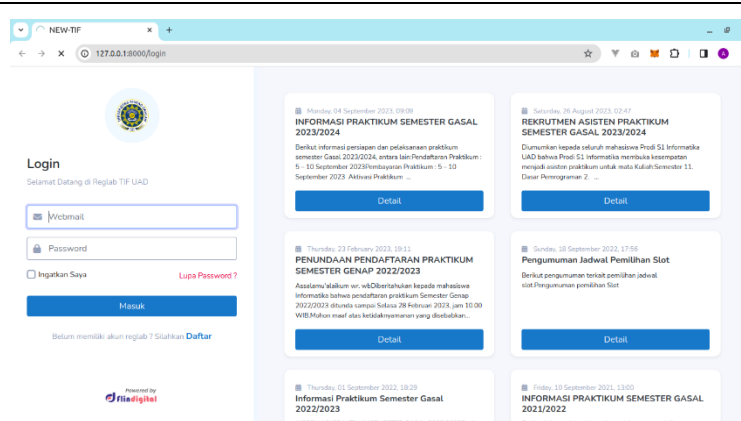 NEW-TIF
127.0.0.1:8000/login
Login
Selamat Datang di Reglab TIF UAD
Webmail
Password
Ingatkan Saya
Lupa Password ?
Masuk
Belum memiliki akun reglab ? Silahkan Daftar
Powered by
flindigital
Monday, 04 September 2023, 09:09
INFORMASI PRAKTIKUM SEMESTER GASAL
2023/2024
Berikut informasi persiapan dan pelaksanaan praktikum
semester Gasal 2023/2024, antara lain:Pendaftaran Praktikum :
5 – 10 September 2023Pembayaran Praktikum : 5 – 10
September 2023 Aktivasi Praktikum ...
Detail
Saturday, 26 August 2023, 02:47
REKRUTMEN ASISTEN PRAKTIKUM
SEMESTER GASAL 2023/2024
Diumumkan kepada seluruh mahasiswa Prodi S1 Informatika
UAD bahwa Prodi S1 Informatika membuka kesempatan
menjadi asisten praktikum untuk mata Kuliah:Semester 11.
Dasar Pemrograman 2. ...
Detail
Thursday, 23 February 2023, 19:11
PENUNDAAN PENDAFTARAN PRAKTIKUM
SEMESTER GENAP 2022/2023
Assalamu'alaikum wr. wb.Diberitahukan kepada mahasiswa
Informatika bahwa pendaftaran praktikum Semester Genap
2022/2023 ditunda sampai Selasa 28 Februari 2023, jam 10.00
WIB.Mohon maaf atas ketidaknyamanan yang disebabkan...
Detail
Sunday, 18 September 2022, 17:56
Pengumuman Jadwal Pemilihan Slot
Berikut pengumuman terkait pemilihan jadwal
slot.Pengumuman pemilihan Slot
Detail
Thursday, 01 September 2022, 18:29
Informasi Praktikum Semester Gasal
2022/2023
Friday, 10 September 2021, 13:00
INFORMASI PRAKTIKUM SEMESTER GASAL
2021/2022